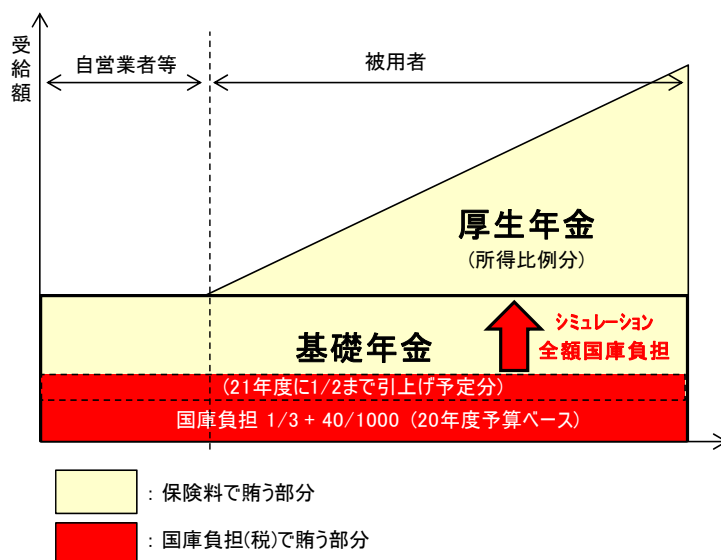 受給額
自営業者等
被用者
厚生年金
(所得比例分)
基礎年金
シミュレーション
全額国庫負担
(21年度に1/2まで引上げ予定分)
国庫負担 1/3 + 40/1000 (20年度予算ベース)
: 保険料で賄う部分
: 国庫負担(税)で賄う部分